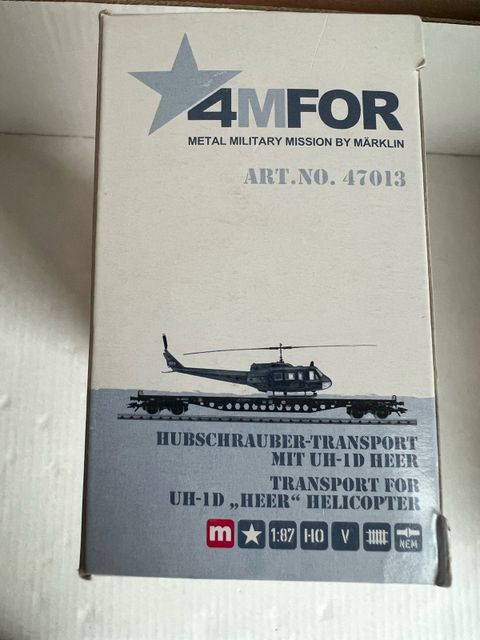 4MFOR
METAL MILITARY MISSION BY MÄRKLIN
ART.NO. 47013
HUBSCHRAUBER-TRANSPORT
MIT UH-1D HEER
TRANSPORT FOR
UH-1D „HEER“ HELICOPTER
m 1:87 H0 V NEM